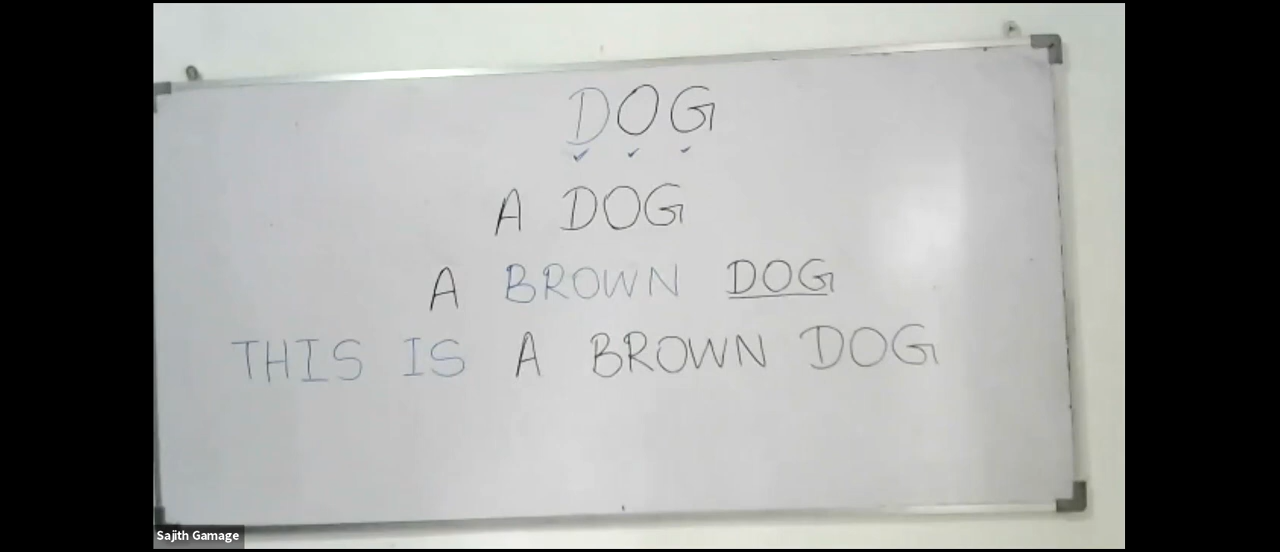 DOG
A DOG
A BROWN DOG
THIS IS A BROWN DOG
Sajith Gamage